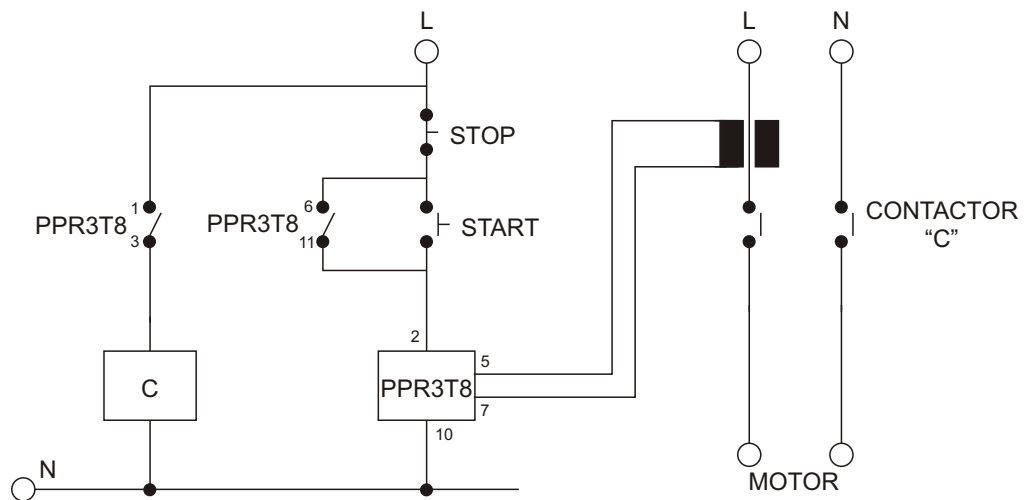 L
L
N
STOP
1
PPR3T8
3
6
PPR3T8
11
START
CONTACTOR
“C”
2
C
PPR3T8
5
7
10
N
MOTOR